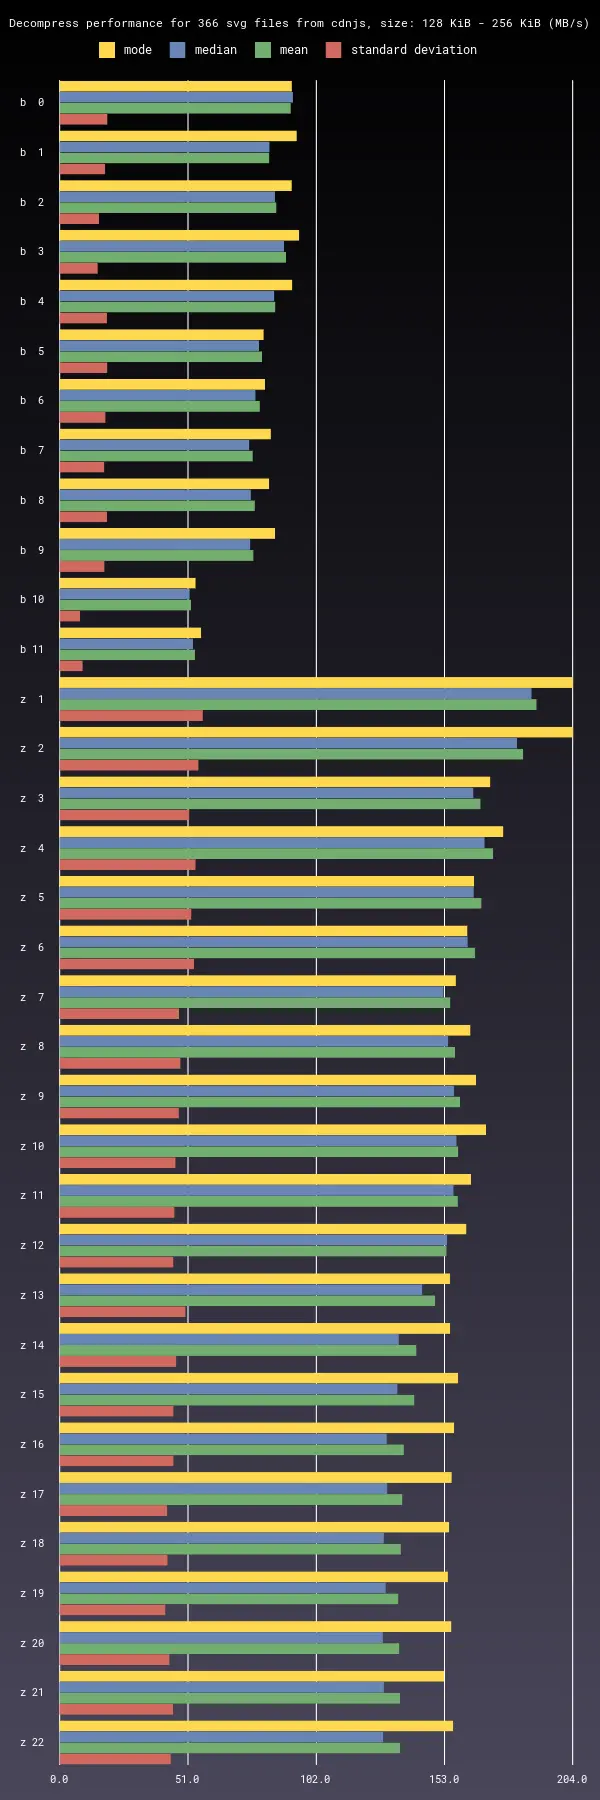 Decompress performance for 366 svg files from cdnjs, size: 128 KiB - 256 KiB (MB/s)
mode median mean standard deviation
b 0
b 1
b 2
b 3
b 4
b 5
b 6
b 7
b 8
b 9
b 10
b 11
z 1
z 2
z 3
z 4
z 5
z 6
z 7
z 8
z 9
z 10
z 11
z 12
z 13
z 14
z 15
z 16
z 17
z 18
z 19
z 20
z 21
z 22
0.0 51.0 102.0 153.0 204.0